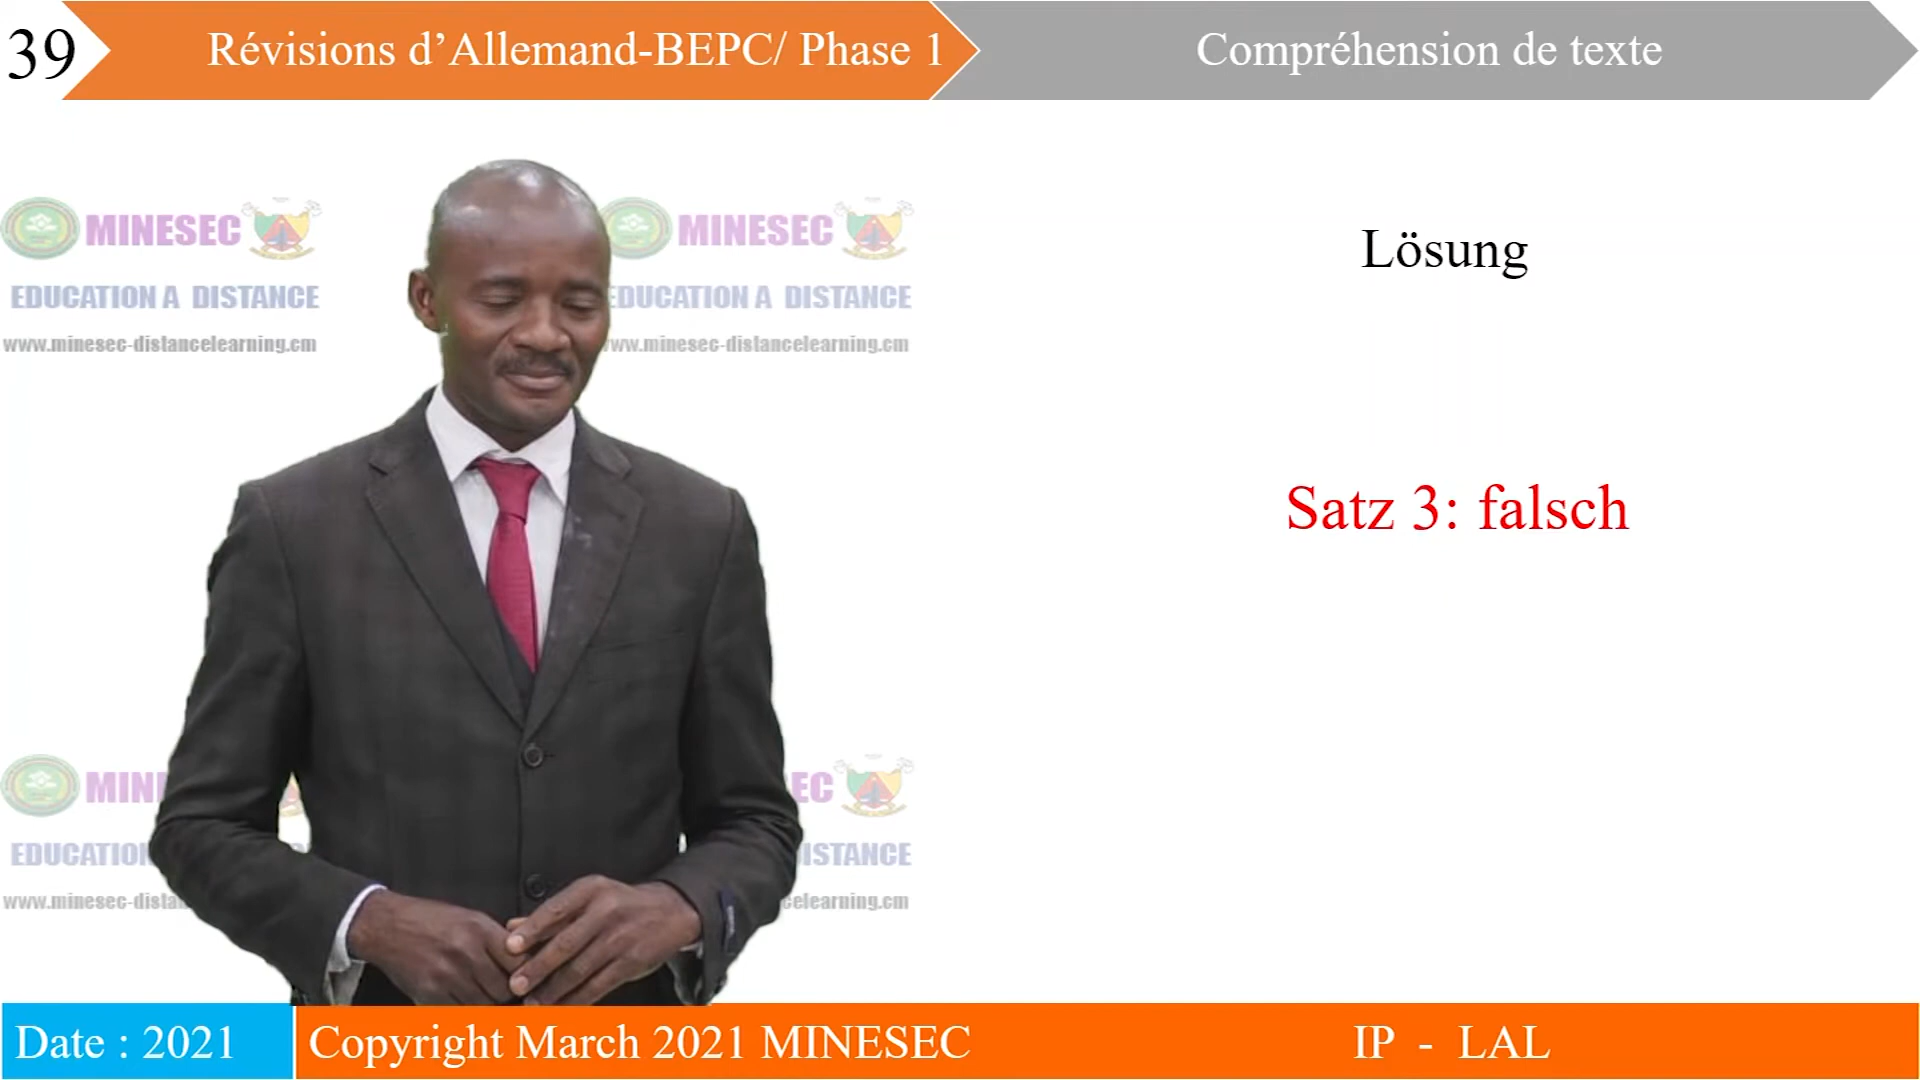 39
Révisions d’Allemand-BEPC/ Phase 1
Compréhension de texte
MINESEC
EDUCATION A DISTANCE
www.minesec-distancelearning.cm
MINESEC
EDUCATION A DISTANCE
www.minesec-distancelearning.cm
Lösung
Satz 3: falsch
Date : 2021
Copyright March 2021 MINESEC
IP - LAL